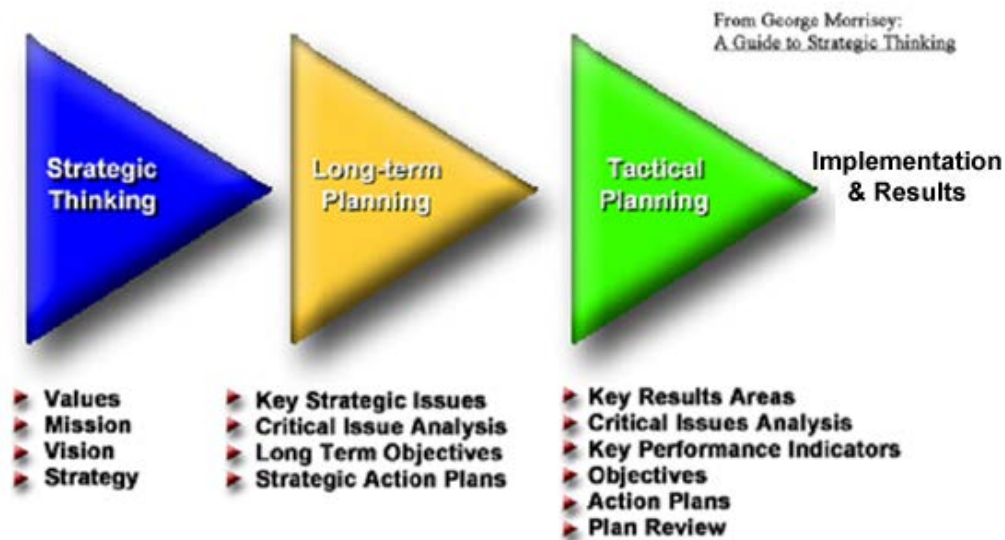 From George Morrisey:
A Guide to Strategic Thinking
Strategic
Thinking
Long-term
Planning
Tactical
Planning
Implementation
& Results
Values
Mission
Vision
Strategy
Key Strategic Issues
Critical Issue Analysis
Long Term Objectives
Strategic Action Plans
Key Results Areas
Critical Issues Analysis
Key Performance Indicators
Objectives
Action Plans
Plan Review